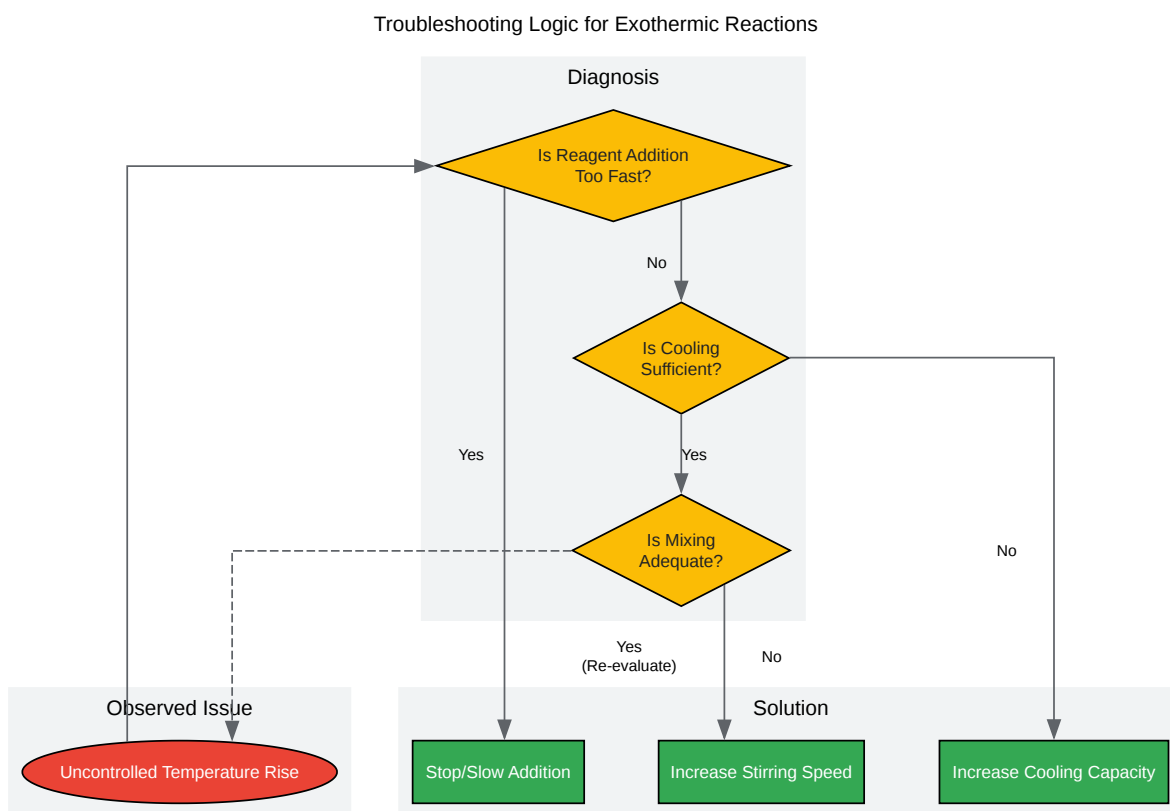 Troubleshooting Logic for Exothermic Reactions
Diagnosis
Is Reagent Addition
Too Fast?
No
Is Cooling
Sufficient?
Yes
Yes
Is Mixing
Adequate?
No
Yes
(Re-evaluate)
No
Observed Issue
Solution
Uncontrolled Temperature Rise
Stop/Slow Addition
Increase Stirring Speed
Increase Cooling Capacity